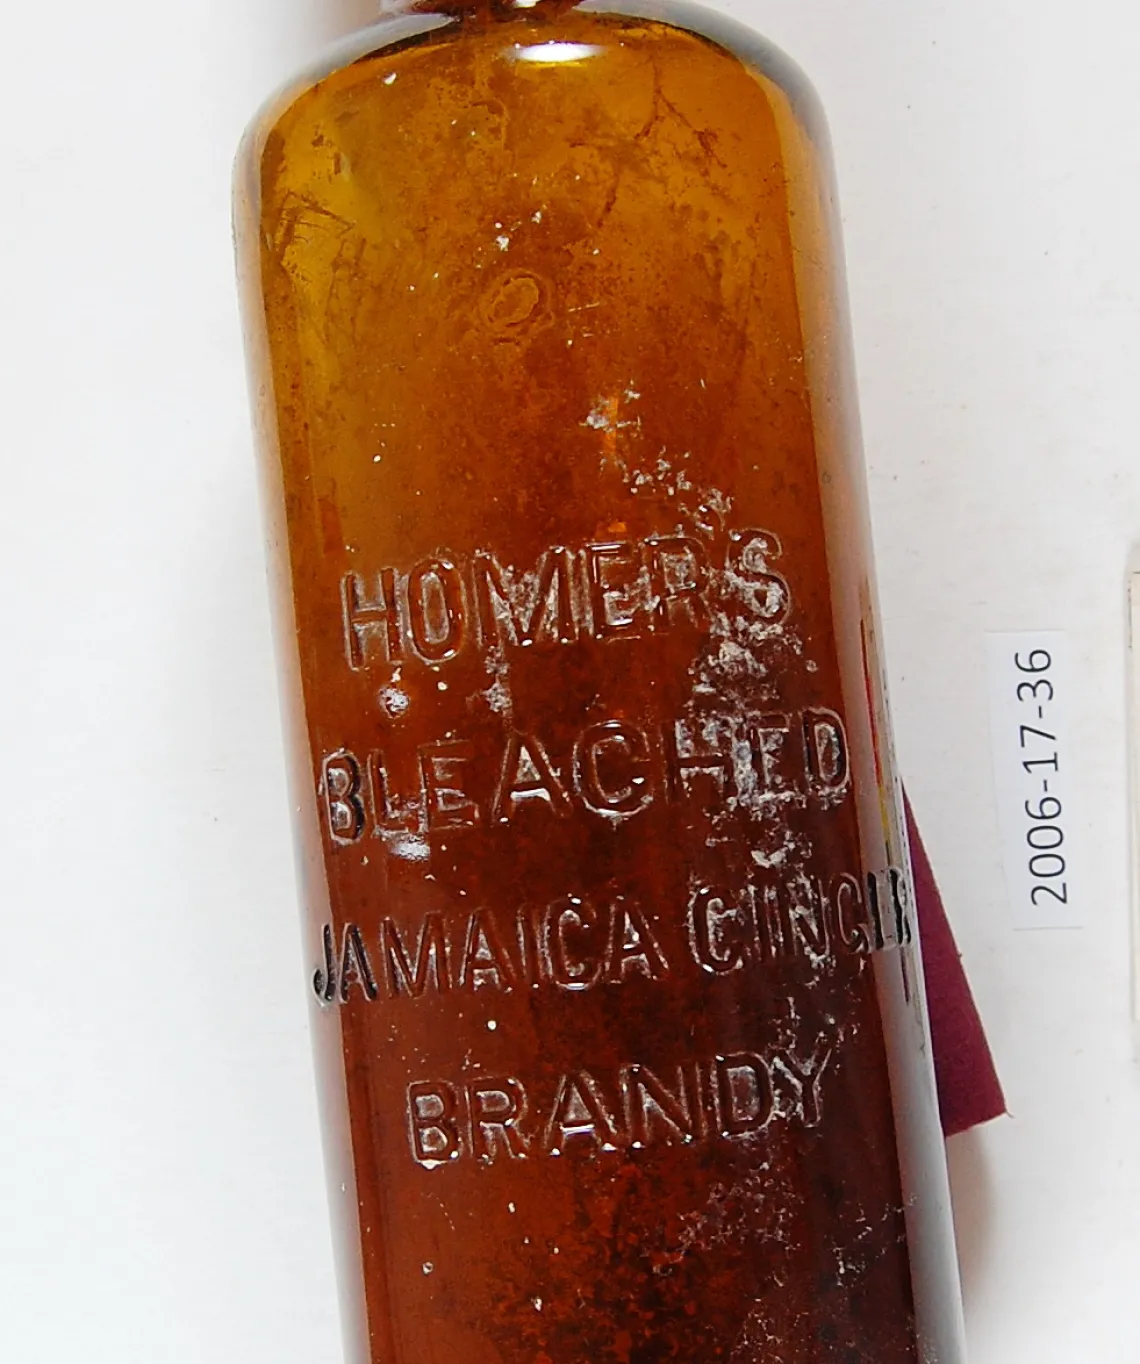 HOMER'S
BLEACHED
JAMAICA GINGER
BRANDY
2006-17-36